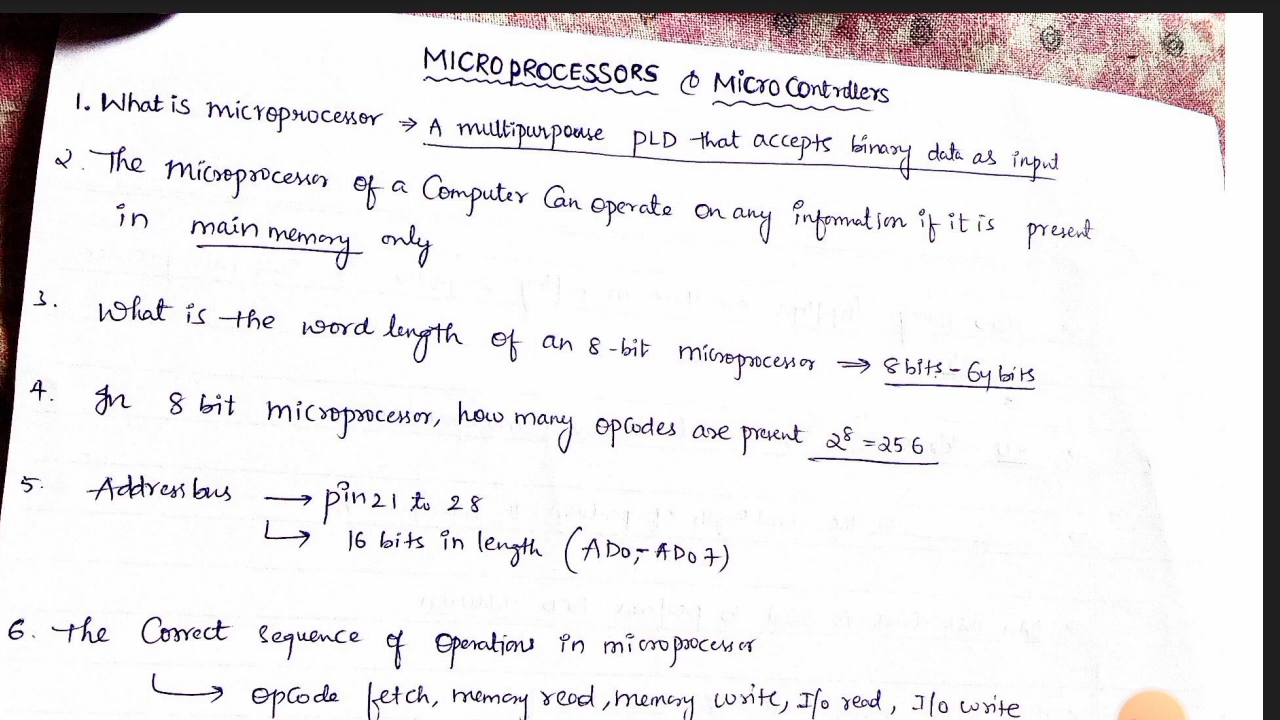 MICROPROCESSORS & MicroControllers
1. What is microprocessor ⇒ A multipurpouse PLD that accepts binary data as input
2. The microprocessor of a Computer Can operate on any information if it is present
in main memory only
3. What is the word length of an 8-bit microprocessor ⇒ 8 bits - 64 bits
4. In 8 bit microprocessor, how many opcodes are present 2⁸ = 256
5. Address bus → pin 21 to 28
↳ 16 bits in length (AD0,-AD07)
6. The Correct sequence of operations in microprocessor
↳ opcode fetch, memory read, memory write, I/o read, I/o write